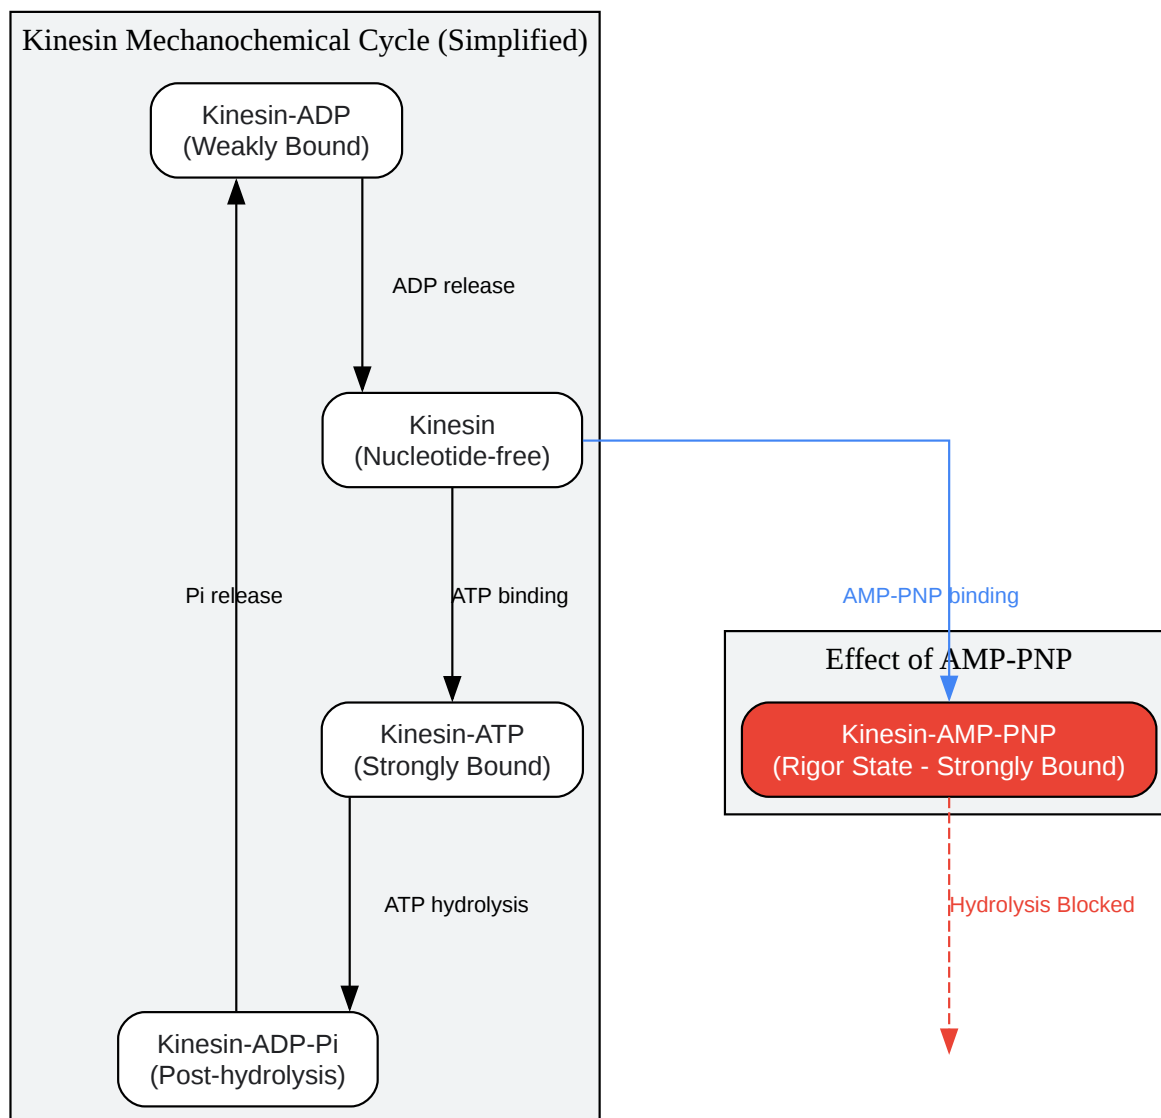 Kinesin Mechanochemical Cycle (Simplified)
Kinesin-ADP
(Weakly Bound)
ADP release
Kinesin
(Nucleotide-free)
Pi release
ATP binding
AMP-PNP binding
Effect of AMP-PNP
Kinesin-ATP
(Strongly Bound)
Kinesin-AMP-PNP
(Rigor State - Strongly Bound)
ATP hydrolysis
Hydrolysis Blocked
Kinesin-ADP-Pi
(Post-hydrolysis)